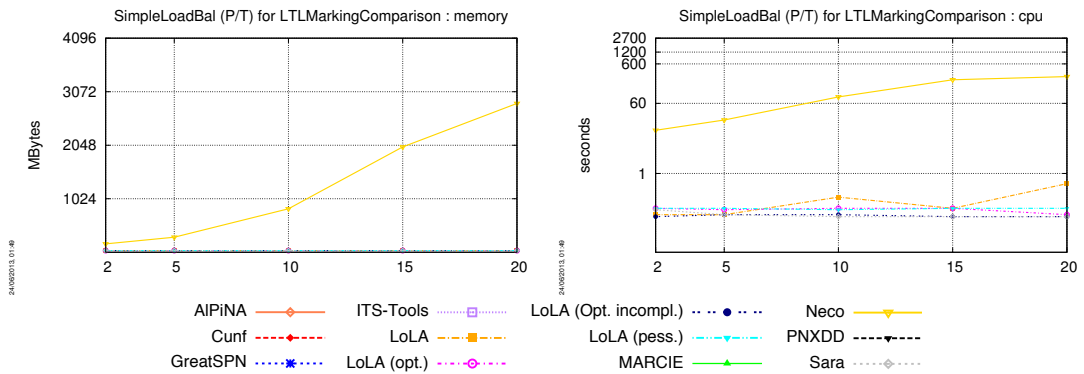 SimpleLoadBal (P/T) for LTLMarkingComparison : memory
4096
3072
2048
1024
MBytes
2 5 10 15 20
24/06/2013, 01:49
SimpleLoadBal (P/T) for LTLMarkingComparison : cpu
2700
1200
600
60
1
seconds
2 5 10 15 20
24/06/2013, 01:49
AlPiNA
Cunf
GreatSPN
ITS-Tools
LoLA
LoLA (opt.)
LoLA (Opt. incompl.)
LoLA (pess.)
MARCIE
Neco
PNXDD
Sara